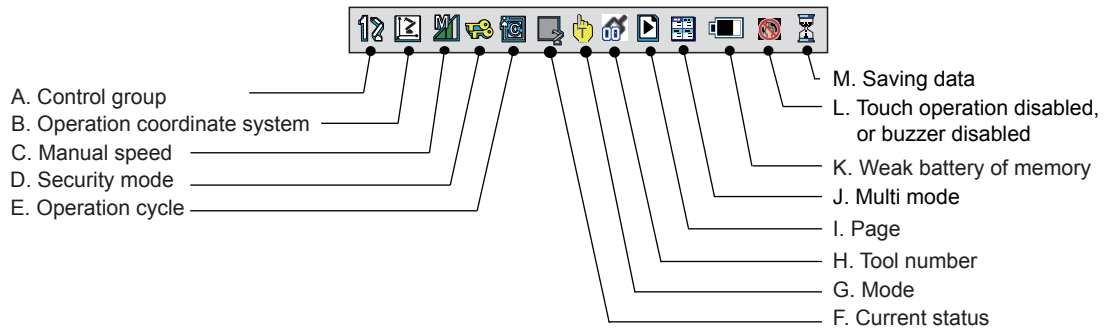 A. Control group
B. Operation coordinate system
C. Manual speed
D. Security mode
E. Operation cycle
M. Saving data
L. Touch operation disabled,
or buzzer disabled
K. Weak battery of memory
J. Multi mode
I. Page
H. Tool number
G. Mode
F. Current status